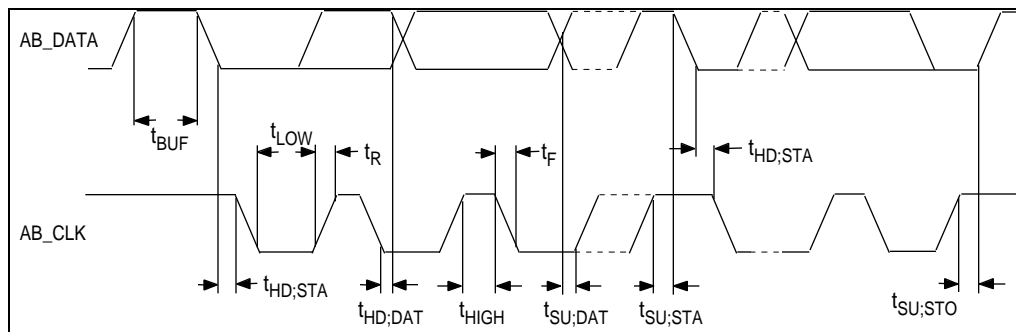 AB_DATA
tBUF
tLOW
tR
tF
tHD;STA
AB_CLK
tHD;STA
tHD;DAT
tHIGH
tSU;DAT
tSU;STA
tSU;STO